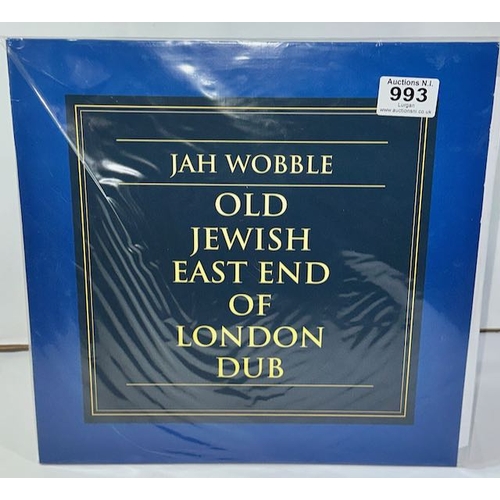 Auctions N.I.
993
Lurgan
www.auctionsni.co.uk
JAH WOBBLE
OLD
JEWISH
EAST END
OF
LONDON
DUB